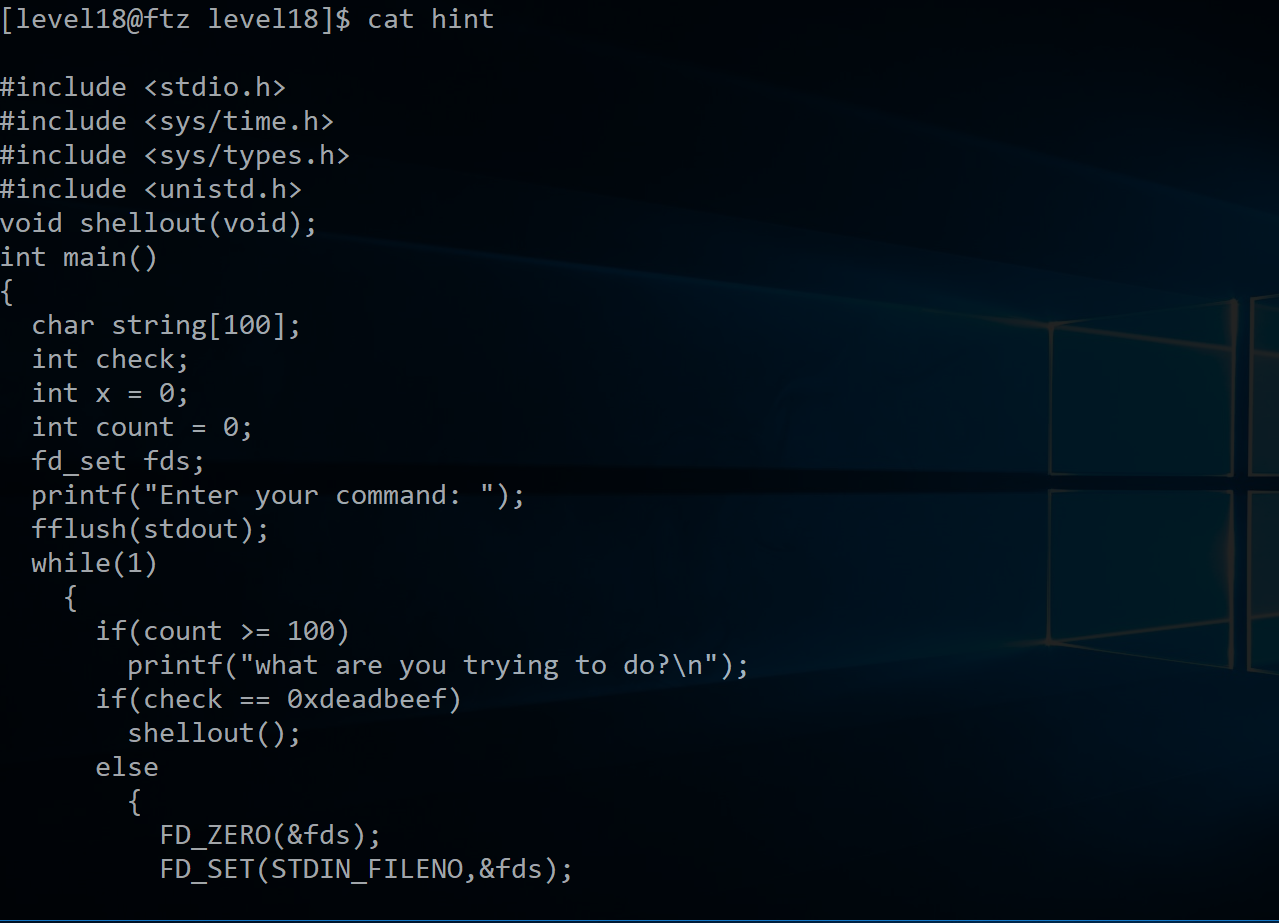 [level18@ftz level18]$ cat hint
#include <stdio.h>
#include <sys/time.h>
#include <sys/types.h>
#include <unistd.h>
void shellout(void);
int main()
{
  char string[100];
  int check;
  int x = 0;
  int count = 0;
  fd_set fds;
  printf("Enter your command: ");
  fflush(stdout);
  while(1)
    {
      if(count >= 100)
        printf("what are you trying to do?\n");
      if(check == 0xdeadbeef)
        shellout();
      else
        {
          FD_ZERO(&fds);
          FD_SET(STDIN_FILENO,&fds);